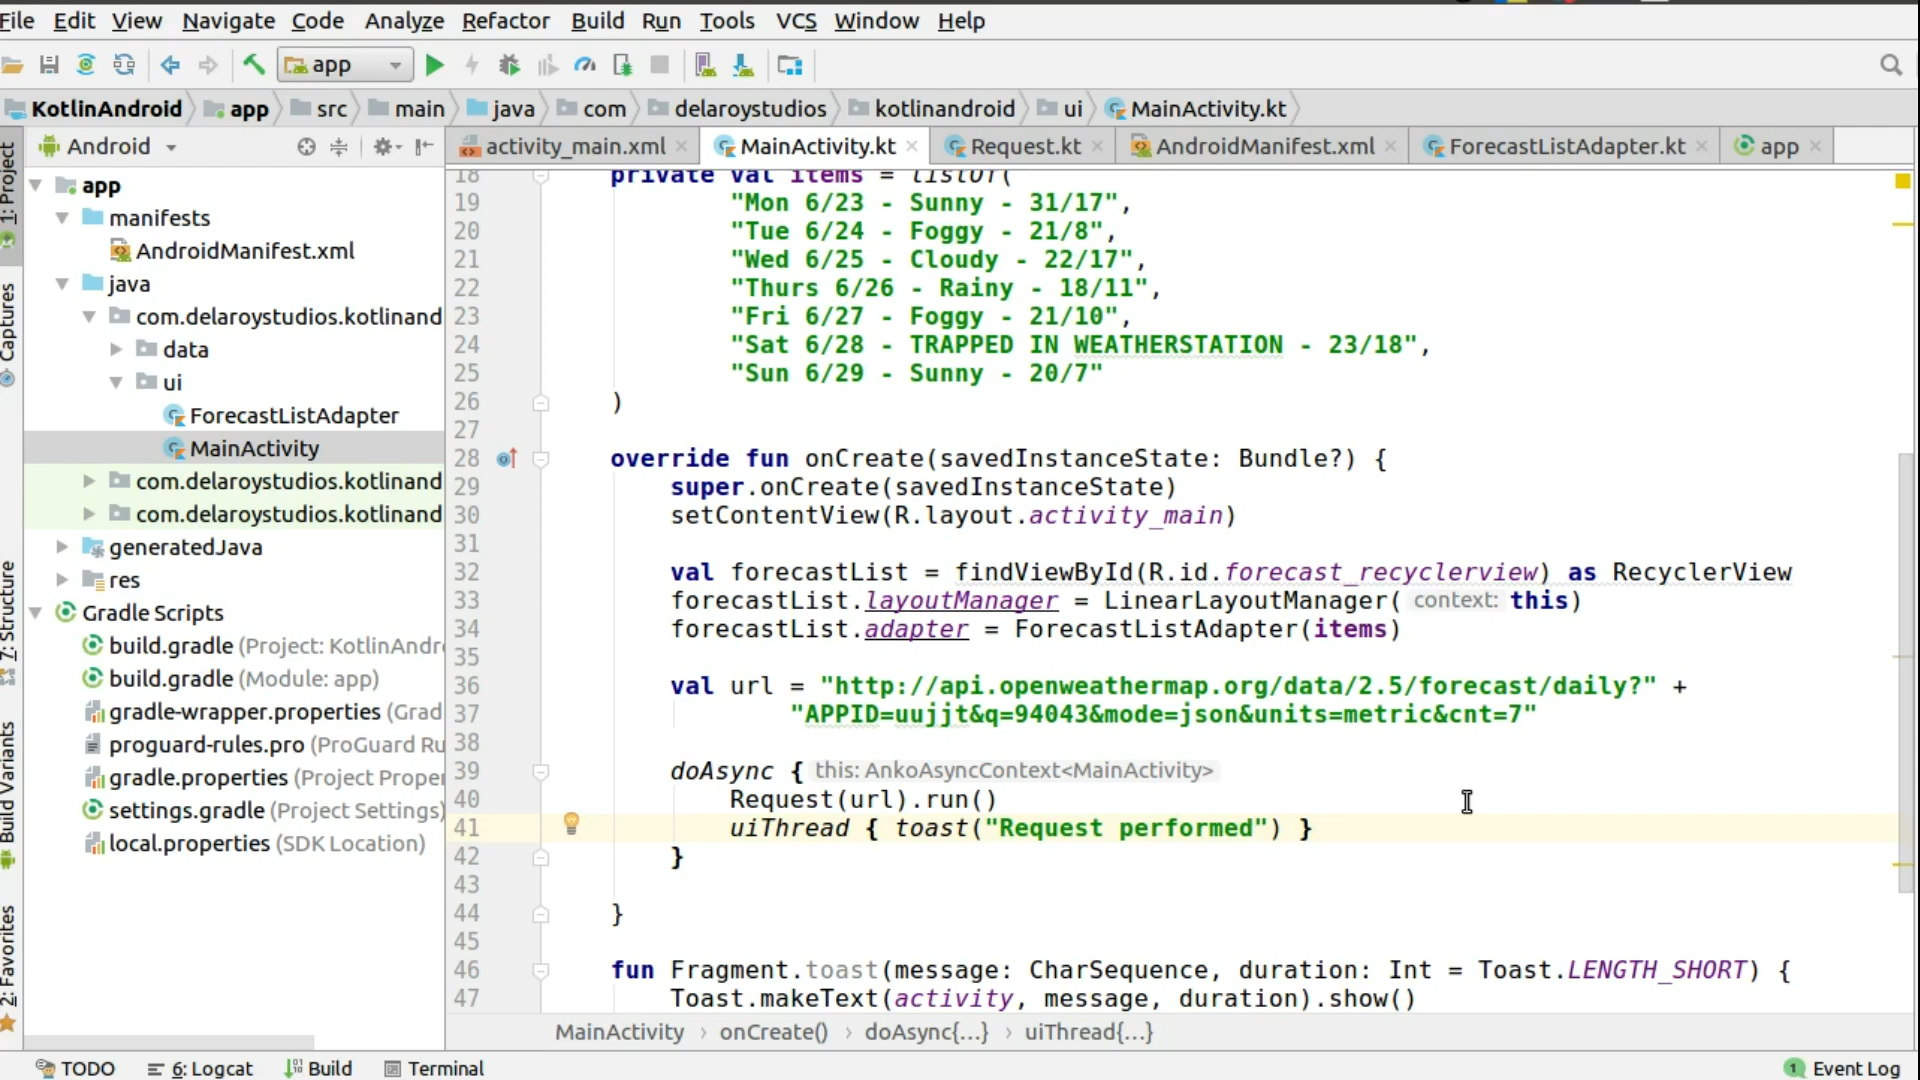 File Edit View Navigate Code Analyze Refactor Build Run Tools VCS Window Help
app
KotlinAndroid app src main java com delaroystudios kotlinandroid ui MainActivity.kt
Android
activity_main.xml MainActivity.kt Request.kt AndroidManifest.xml ForecastListAdapter.kt app
1: Project
Captures
7: Structure
Build Variants
2: Favorites
app
manifests
AndroidManifest.xml
java
com.delaroystudios.kotlinand
data
ui
ForecastListAdapter
MainActivity
com.delaroystudios.kotlinand
com.delaroystudios.kotlinand
generatedJava
res
Gradle Scripts
build.gradle (Project: KotlinAndr
build.gradle (Module: app)
gradle-wrapper.properties (Grad
proguard-rules.pro (ProGuard Ru
gradle.properties (Project Proper
settings.gradle (Project Settings)
local.properties (SDK Location)
18 private val items = listOf(
19 "Mon 6/23 - Sunny - 31/17",
20 "Tue 6/24 - Foggy - 21/8",
21 "Wed 6/25 - Cloudy - 22/17",
22 "Thurs 6/26 - Rainy - 18/11",
23 "Fri 6/27 - Foggy - 21/10",
24 "Sat 6/28 - TRAPPED IN WEATHERSTATION - 23/18",
25 "Sun 6/29 - Sunny - 20/7"
26 )
27
28 override fun onCreate(savedInstanceState: Bundle?) {
29 super.onCreate(savedInstanceState)
30 setContentView(R.layout.activity_main)
31
32 val forecastList = findViewById(R.id.forecast_recyclerview) as RecyclerView
33 forecastList.layoutManager = LinearLayoutManager( context: this)
34 forecastList.adapter = ForecastListAdapter(items)
35
36 val url = "http://api.openweathermap.org/data/2.5/forecast/daily?" +
37 "APPID=uujjt&q=94043&mode=json&units=metric&cnt=7"
38
39 doAsync { this: AnkoAsyncContext<MainActivity>
40 Request(url).run()
41 uiThread { toast("Request performed") }
42 }
43
44 }
45
46 fun Fragment.toast(message: CharSequence, duration: Int = Toast.LENGTH_SHORT) {
47 Toast.makeText(activity, message, duration).show()
MainActivity › onCreate() › doAsync{...} › uiThread{...}
TODO 6: Logcat Build Terminal 1 Event Log